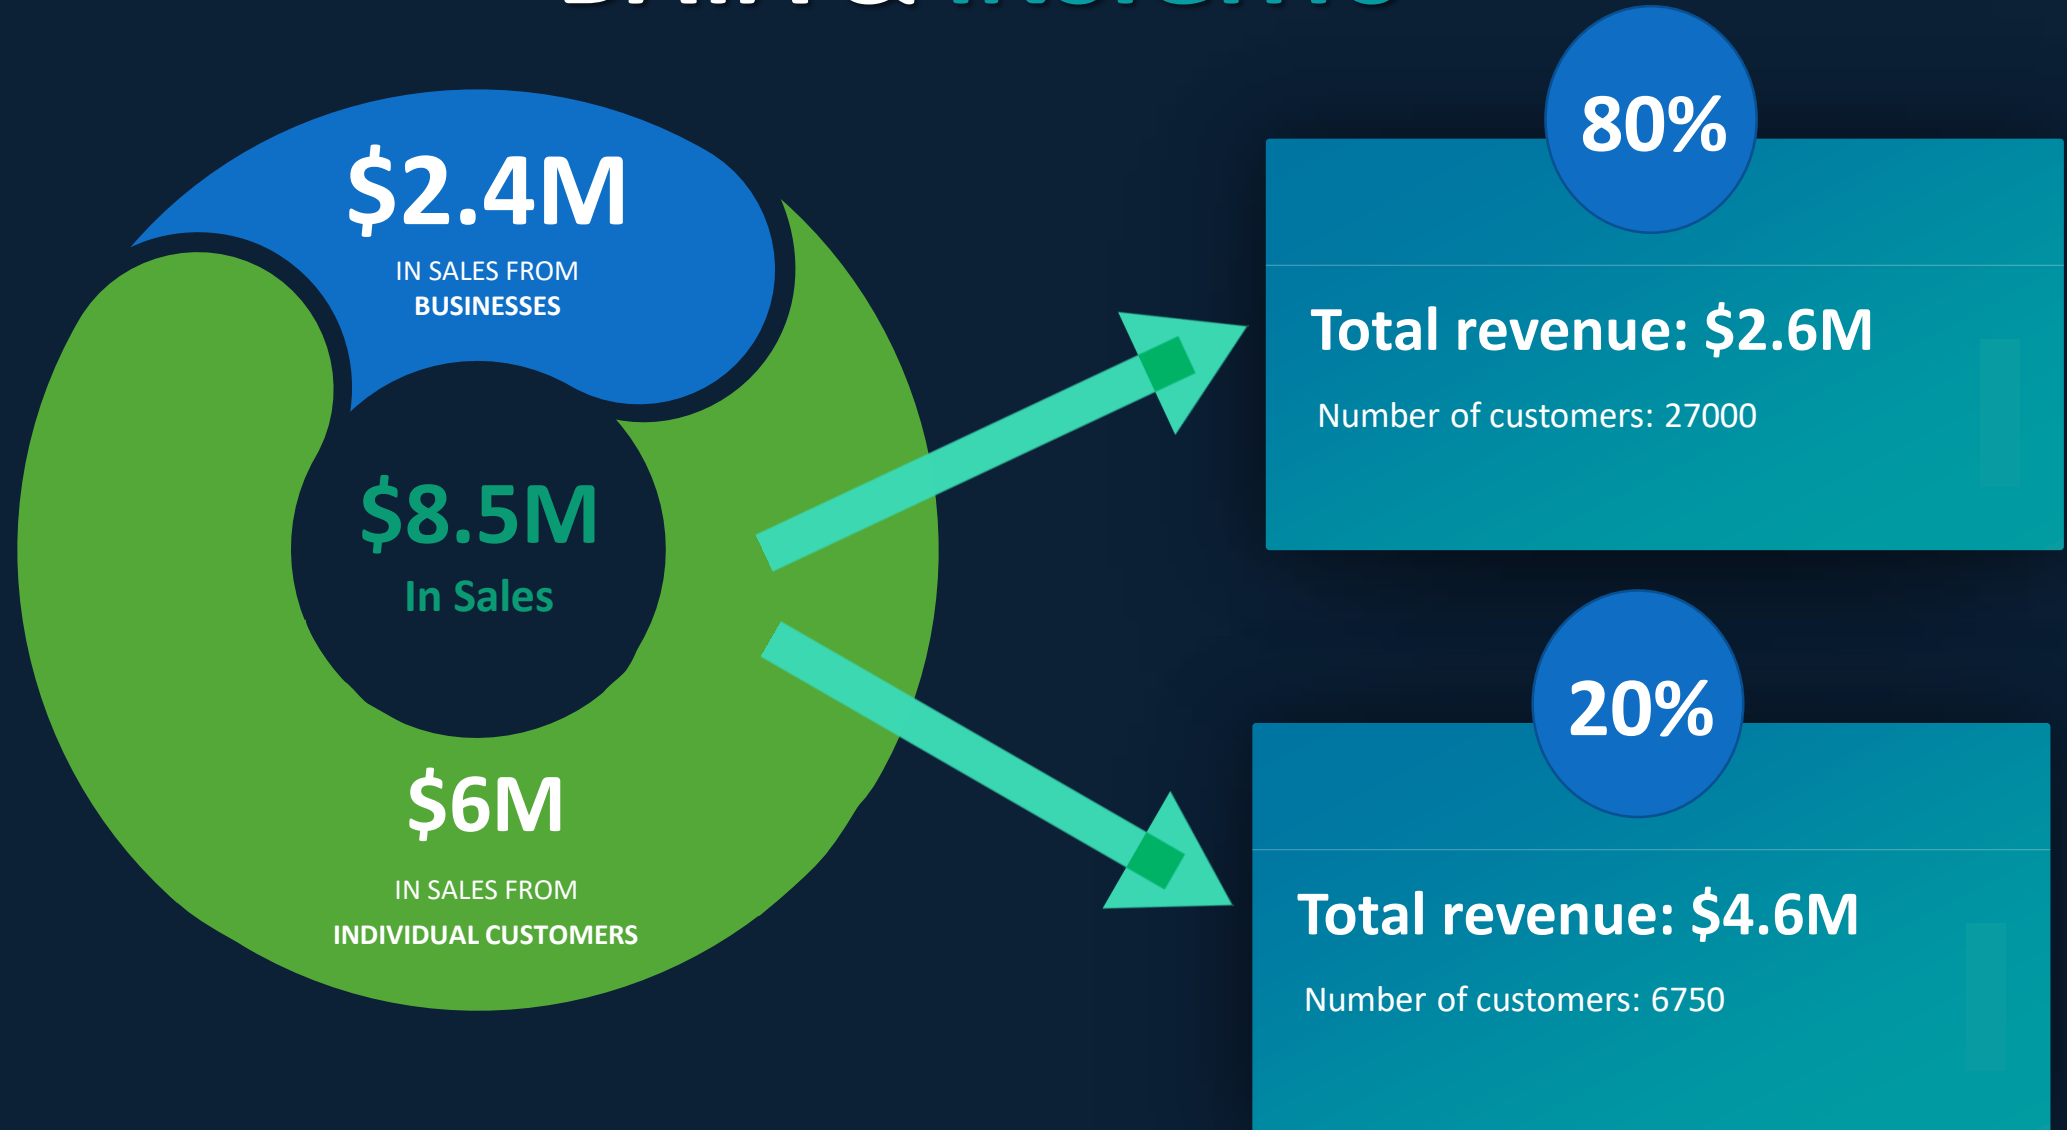 $2.4M
IN SALES FROM
BUSINESSES
$8.5M
In Sales
$6M
IN SALES FROM
INDIVIDUAL CUSTOMERS
80%
Total revenue: $2.6M
Number of customers: 27000
20%
Total revenue: $4.6M
Number of customers: 6750